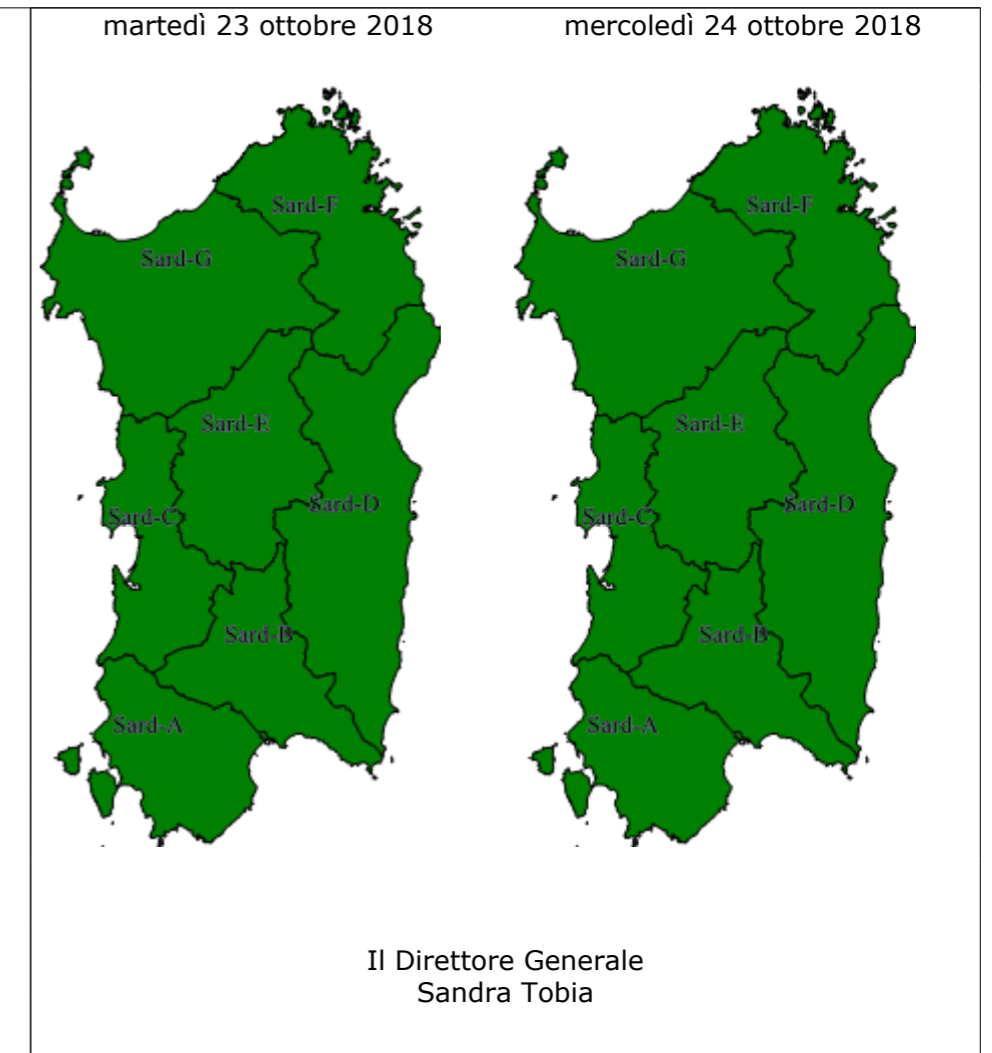 martedì 23 ottobre 2018
mercoledì 24 ottobre 2018
Sard-F
Sard-G
Sard-E
Sard-D
Sard-C
Sard-B
Sard-A
Sard-F
Sard-G
Sard-E
Sard-D
Sard-C
Sard-B
Sard-A
Il Direttore Generale
Sandra Tobia